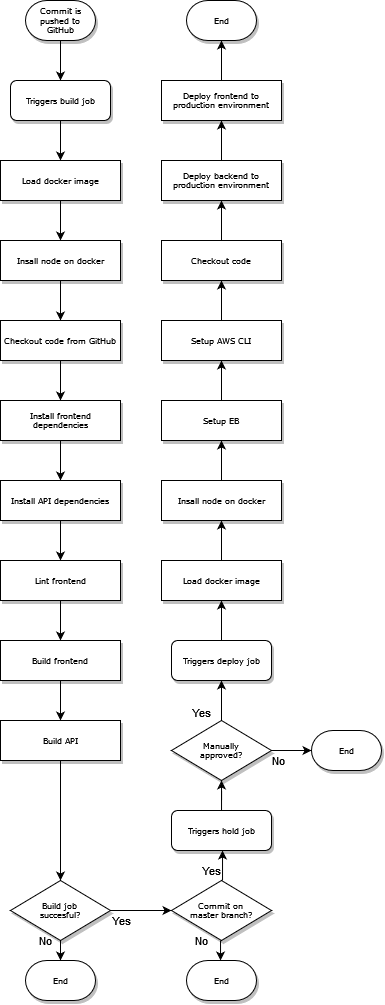 Commit is
pushed to
GitHub
Triggers build job
Load docker image
Insall node on docker
Checkout code from GitHub
Install frontend
dependencies
Install API dependencies
Lint frontend
Build frontend
Build API
Build job
succesful?
Yes
No
End
Commit on
master branch?
No
End
Yes
Triggers hold job
Manually
approved?
No
End
Yes
Triggers deploy job
Load docker image
Insall node on docker
Setup EB
Setup AWS CLI
Checkout code
Deploy backend to
production environment
Deploy frontend to
production environment
End